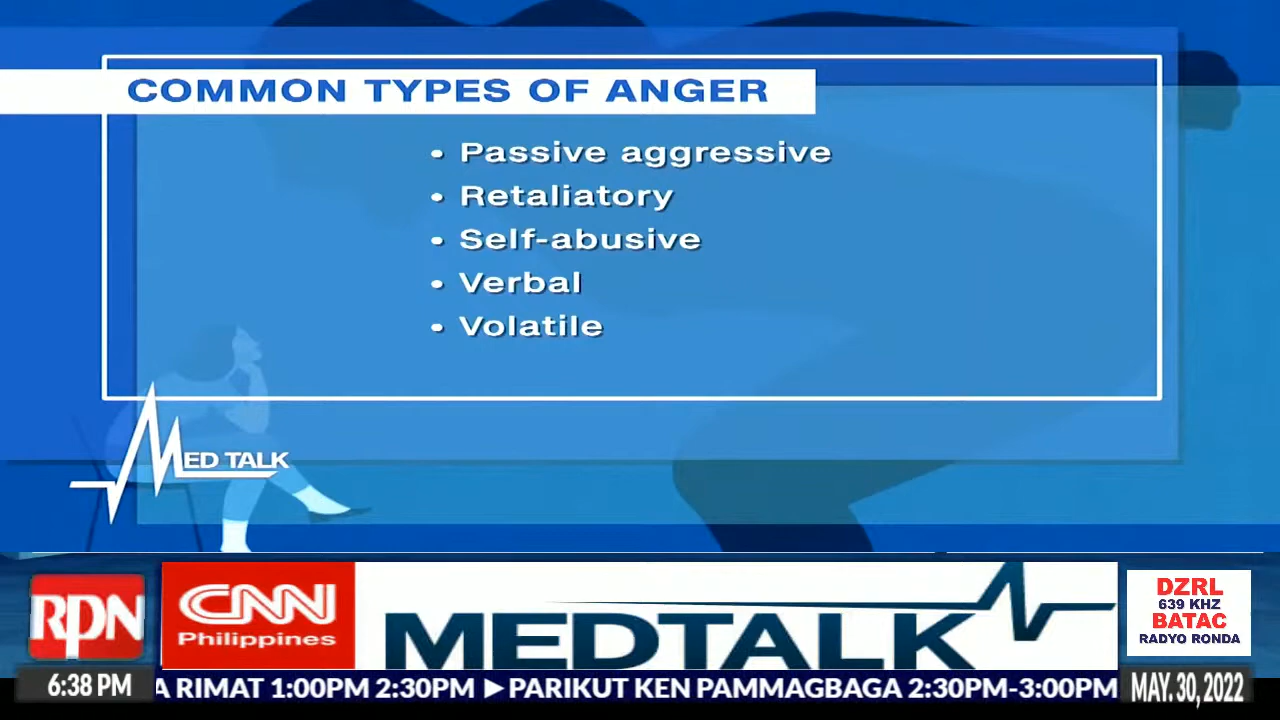 COMMON TYPES OF ANGER
• Passive aggressive
• Retaliatory
• Self-abusive
• Verbal
• Volatile
MED TALK
RPN
CNN
Philippines
MEDTALK
DZRL
639 KHZ
BATAC
RADYO RONDA
6:38 PM
A RIMAT 1:00PM 2:30PM ►PARIKUT KEN PAMMAGBAGA 2:30PM-3:00PM
MAY. 30, 2022